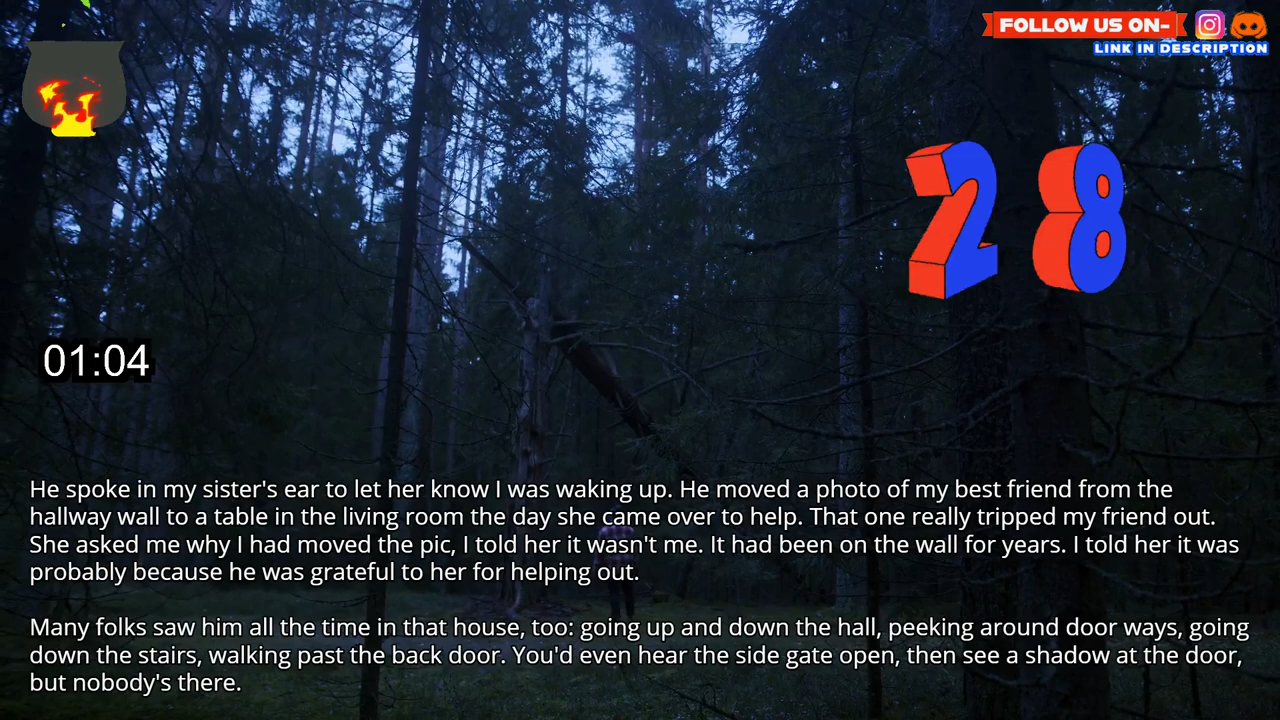 FOLLOW US ON-
LINK IN DESCRIPTION
28
01:04
He spoke in my sister's ear to let her know I was waking up. He moved a photo of my best friend from the
hallway wall to a table in the living room the day she came over to help. That one really tripped my friend out.
She asked me why I had moved the pic, I told her it wasn't me. It had been on the wall for years. I told her it was
probably because he was grateful to her for helping out.
Many folks saw him all the time in that house, too: going up and down the hall, peeking around door ways, going
down the stairs, walking past the back door. You'd even hear the side gate open, then see a shadow at the door,
but nobody's there.